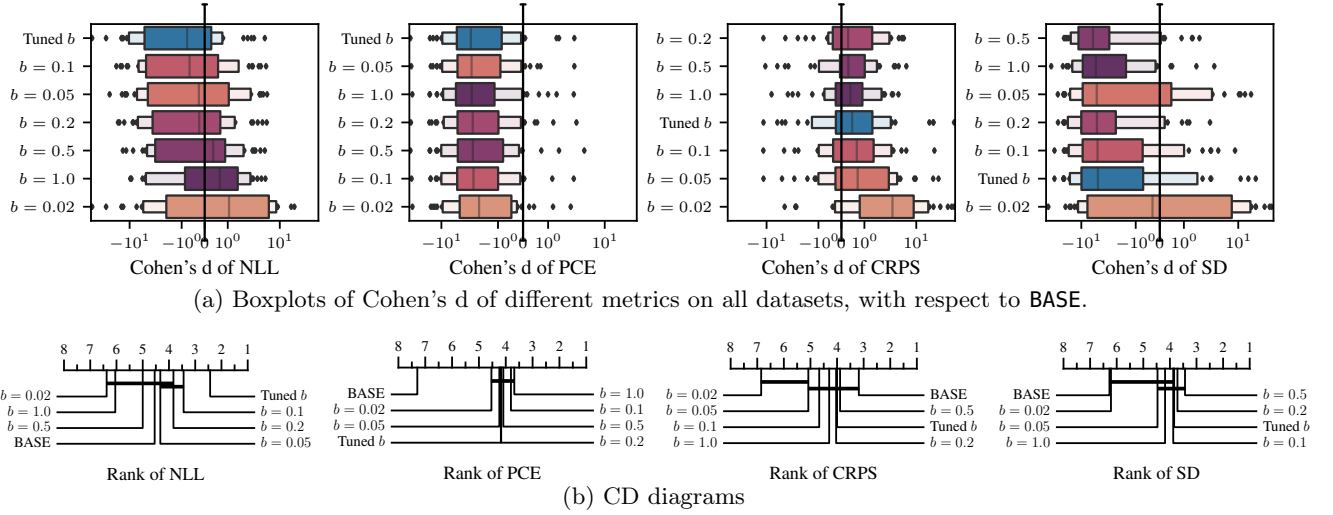 Tuned b
b = 0.1
b = 0.05
b = 0.2
b = 0.5
b = 1.0
b = 0.02
−10¹ −10⁰ 0 10⁰ 10¹
Cohen's d of NLL
Tuned b
b = 0.05
b = 1.0
b = 0.2
b = 0.5
b = 0.1
b = 0.02
−10¹ −10⁰ 0 10⁰ 10¹
Cohen's d of PCE
b = 0.2
b = 0.5
b = 1.0
Tuned b
b = 0.1
b = 0.05
b = 0.02
−10¹ −10⁰ 0 10⁰ 10¹
Cohen's d of CRPS
b = 0.5
b = 1.0
b = 0.05
b = 0.2
b = 0.1
Tuned b
b = 0.02
−10¹ −10⁰ 0 10⁰ 10¹
Cohen's d of SD
(a) Boxplots of Cohen's d of different metrics on all datasets, with respect to BASE.
8 7 6 5 4 3 2 1
b = 0.02
b = 1.0
b = 0.5
BASE
Tuned b
b = 0.1
b = 0.2
b = 0.05
Rank of NLL
8 7 6 5 4 3 2 1
BASE
b = 0.02
b = 0.05
Tuned b
b = 1.0
b = 0.1
b = 0.5
b = 0.2
Rank of PCE
8 7 6 5 4 3 2 1
b = 0.02
b = 0.05
b = 0.1
b = 1.0
BASE
b = 0.5
Tuned b
b = 0.2
Rank of CRPS
8 7 6 5 4 3 2 1
BASE
b = 0.02
b = 0.05
b = 1.0
b = 0.5
b = 0.2
Tuned b
b = 0.1
Rank of SD
(b) CD diagrams